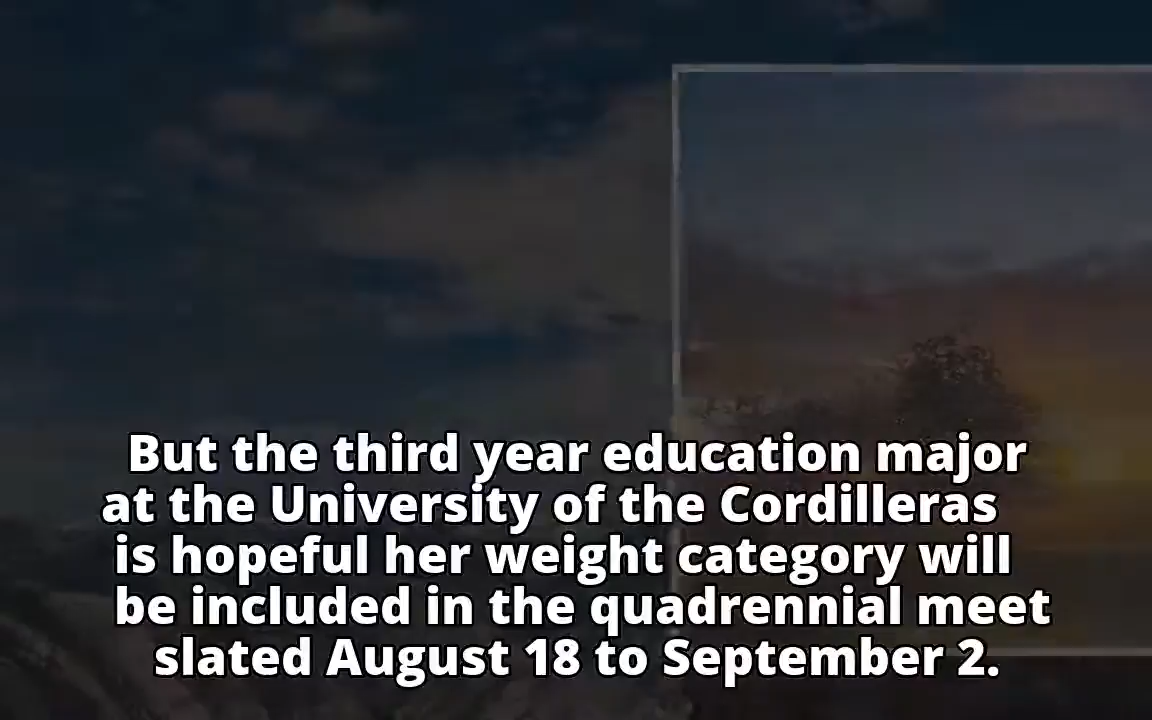 But the third year education major
at the University of the Cordilleras
is hopeful her weight category will
be included in the quadrennial meet
slated August 18 to September 2.